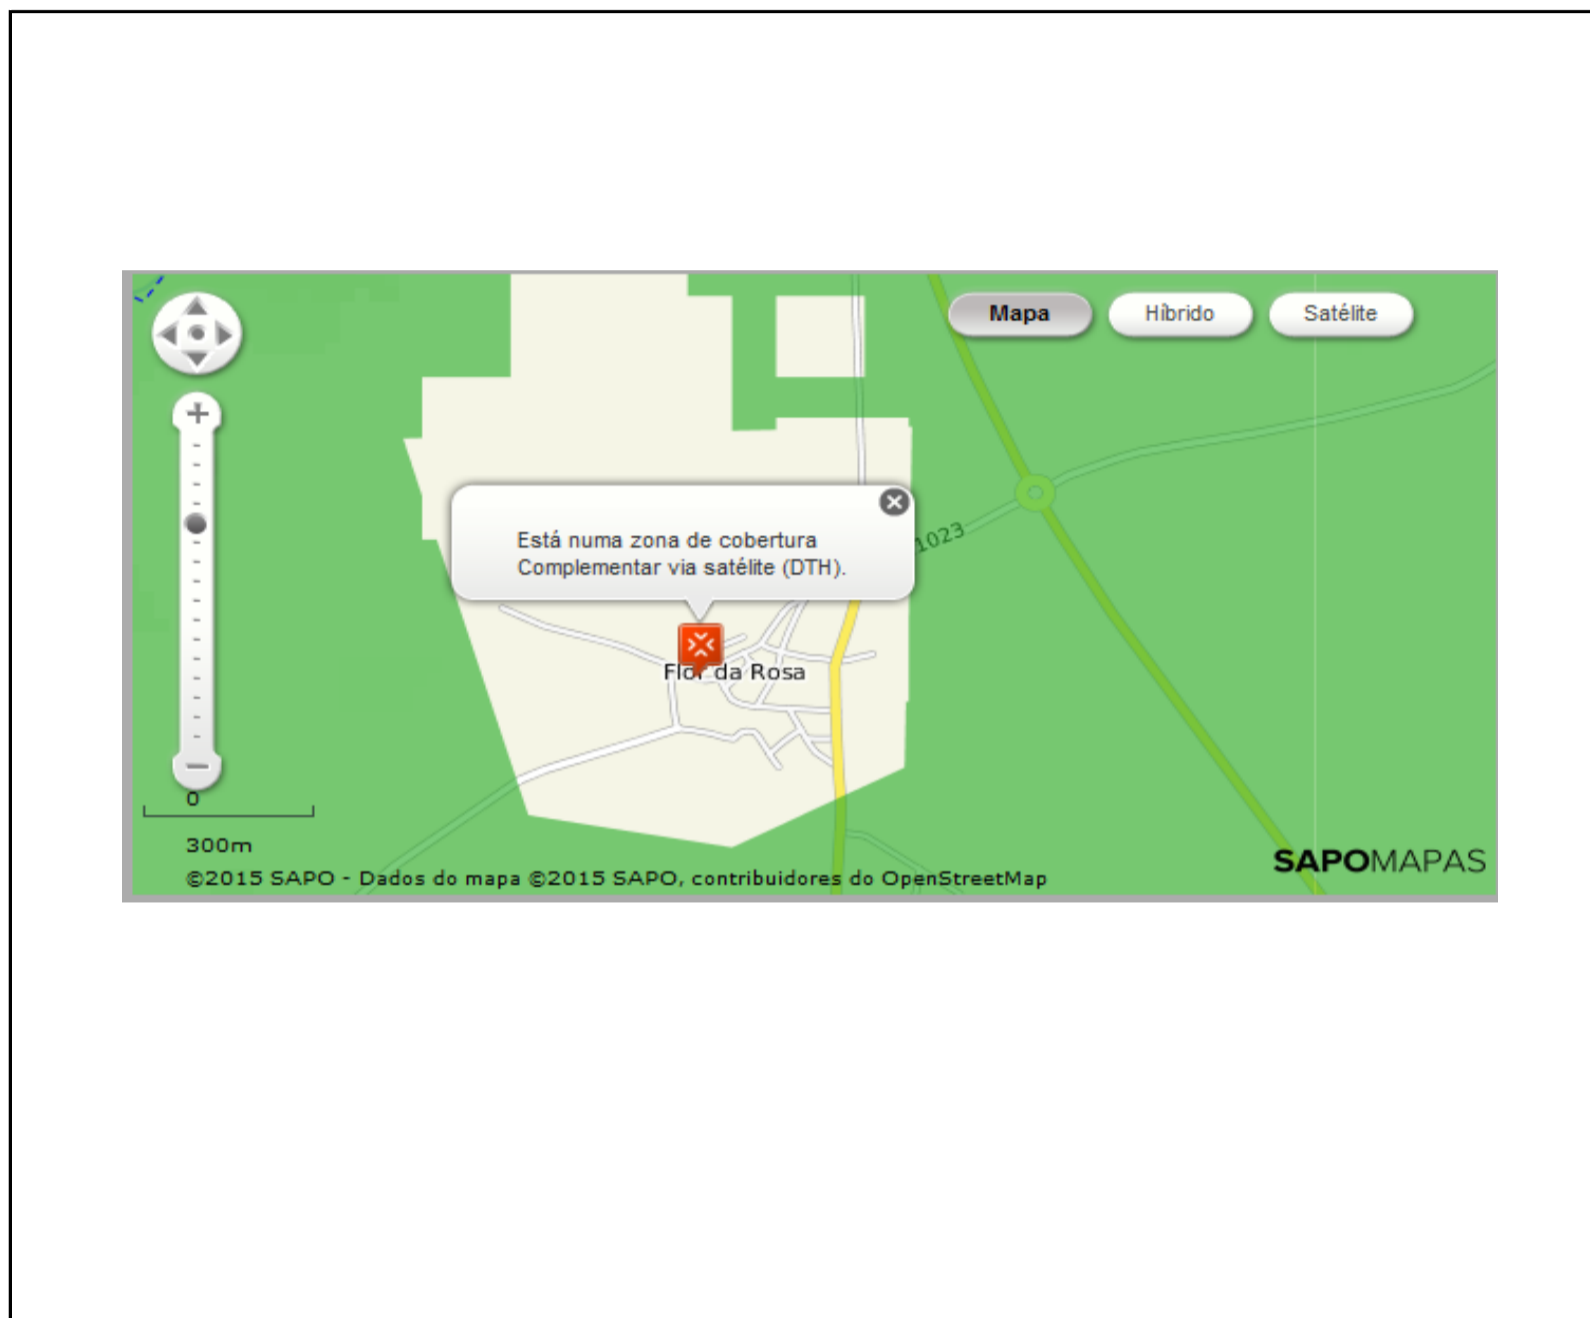 Mapa
Híbrido
Satélite
1023
Está numa zona de cobertura
Complementar via satélite (DTH).
Flor da Rosa
0
300m
©2015 SAPO - Dados do mapa ©2015 SAPO, contribuidores do OpenStreetMap
SAPOMAPAS